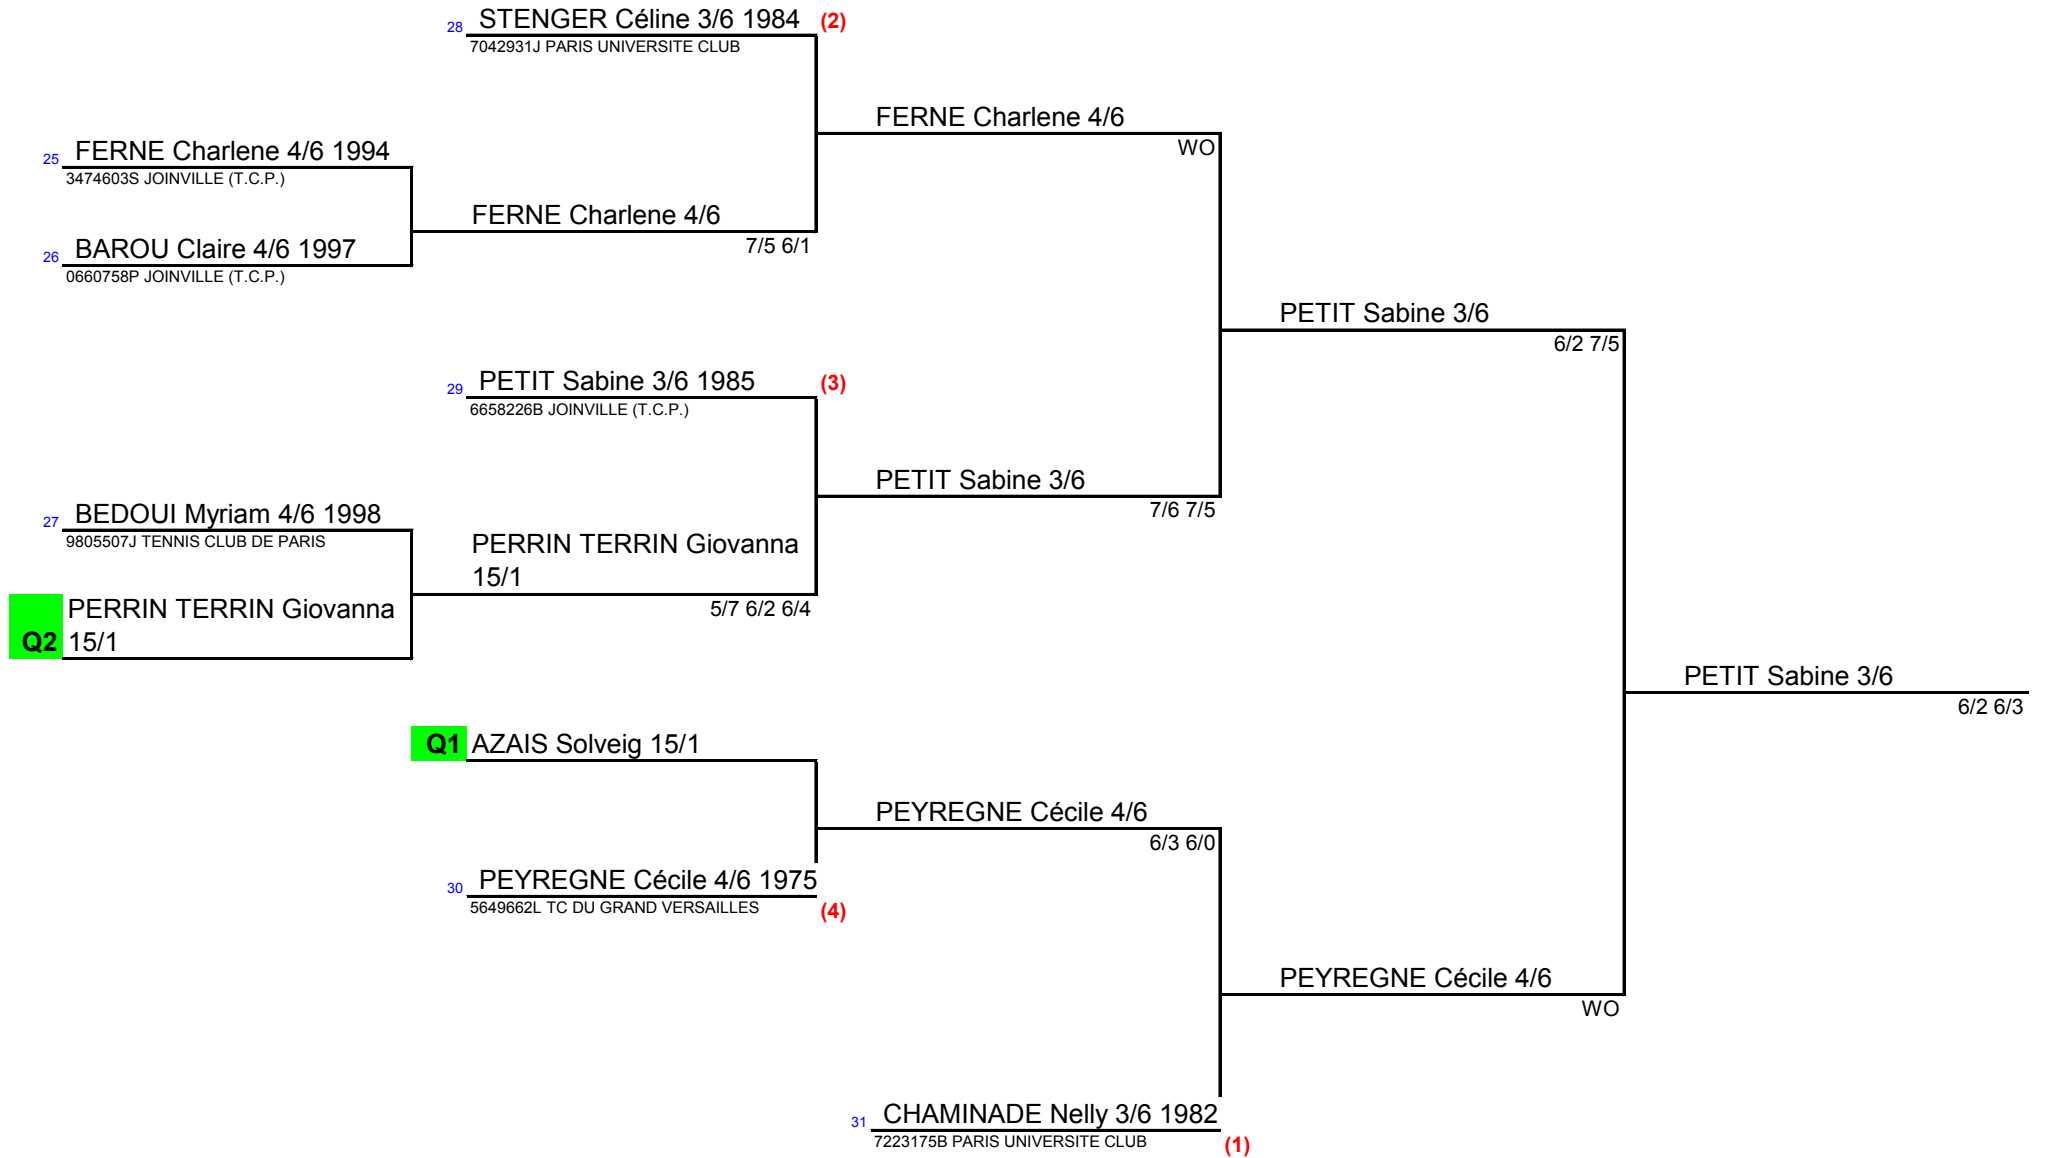 28 STENGER Céline 3/6 1984 (2)
7042931J PARIS UNIVERSITE CLUB
FERNE Charlene 4/6
WO
25 FERNE Charlene 4/6 1994
3474603S JOINVILLE (T.C.P.)
FERNE Charlene 4/6
7/5 6/1
26 BAROU Claire 4/6 1997
0660758P JOINVILLE (T.C.P.)
PETIT Sabine 3/6
6/2 7/5
29 PETIT Sabine 3/6 1985 (3)
6658226B JOINVILLE (T.C.P.)
PETIT Sabine 3/6
7/6 7/5
27 BEDOUI Myriam 4/6 1998
9805507J TENNIS CLUB DE PARIS
PERRIN TERRIN Giovanna
15/1
5/7 6/2 6/4
PERRIN TERRIN Giovanna
Q2 15/1
PETIT Sabine 3/6
6/2 6/3
Q1 AZAIS Solveig 15/1
PEYREGNE Cécile 4/6
6/3 6/0
30 PEYREGNE Cécile 4/6 1975
5649662L TC DU GRAND VERSAILLES (4)
PEYREGNE Cécile 4/6
WO
31 CHAMINADE Nelly 3/6 1982
7223175B PARIS UNIVERSITE CLUB (1)